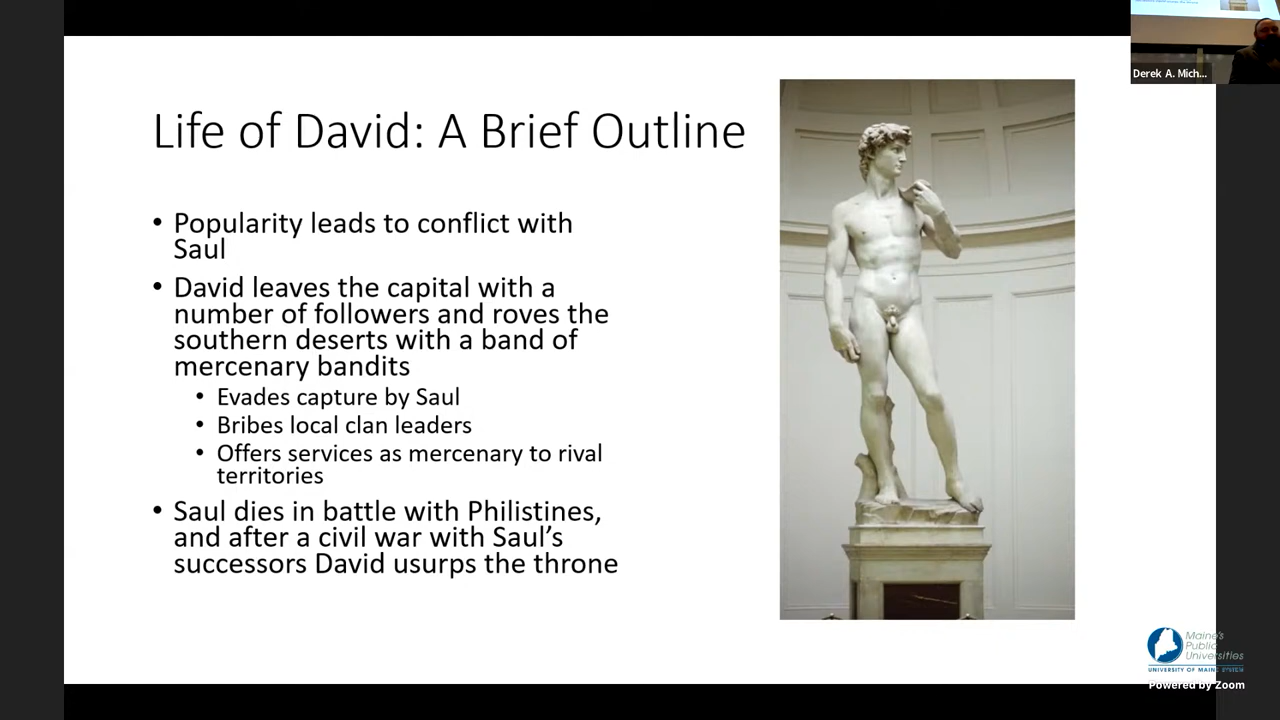 Derek A. Mich...
Life of David: A Brief Outline
• Popularity leads to conflict with
Saul
• David leaves the capital with a
number of followers and roves the
southern deserts with a band of
mercenary bandits
• Evades capture by Saul
• Bribes local clan leaders
• Offers services as mercenary to rival
territories
• Saul dies in battle with Philistines,
and after a civil war with Saul's
successors David usurps the throne
Maine's
Public
Universities
UNIVERSITY OF MAINE SYSTEM
Powered by Zoom